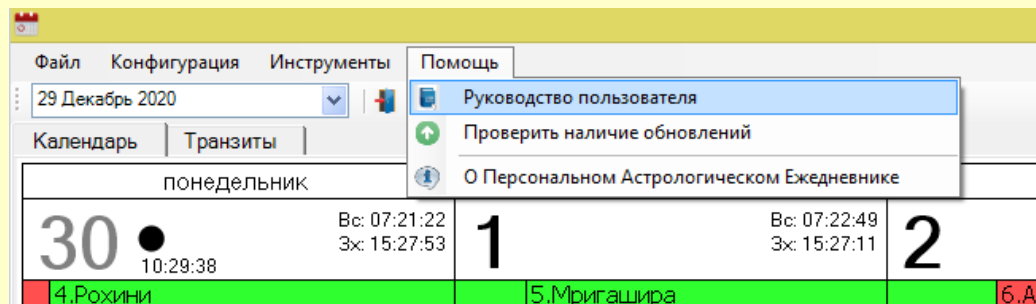 Файл Конфигурация Инструменты Помощь
29 Декабрь 2020
Руководство пользователя
Проверить наличие обновлений
О Персональном Астрологическом Ежедневнике
Календарь Транзиты
понедельник
30 10:29:38 Вс: 07:21:22
Зх: 15:27:53
1 Вс: 07:22:49
Зх: 15:27:11
2
4.Рохини 5.Мригашира 6.А